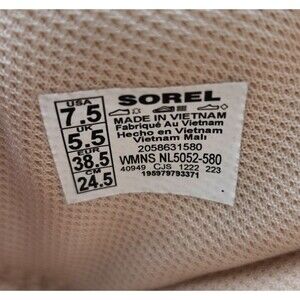 USA
7.5
UK
5.5
EUR
38.5
CM
24.5
SOREL
MADE IN VIETNAM
Fabriqué Au Vietnam
Hecho en Vietnam
Vietnam Malı
2058631580
WMNS NL5052-580
40949 CJS 1222 223
195979793371